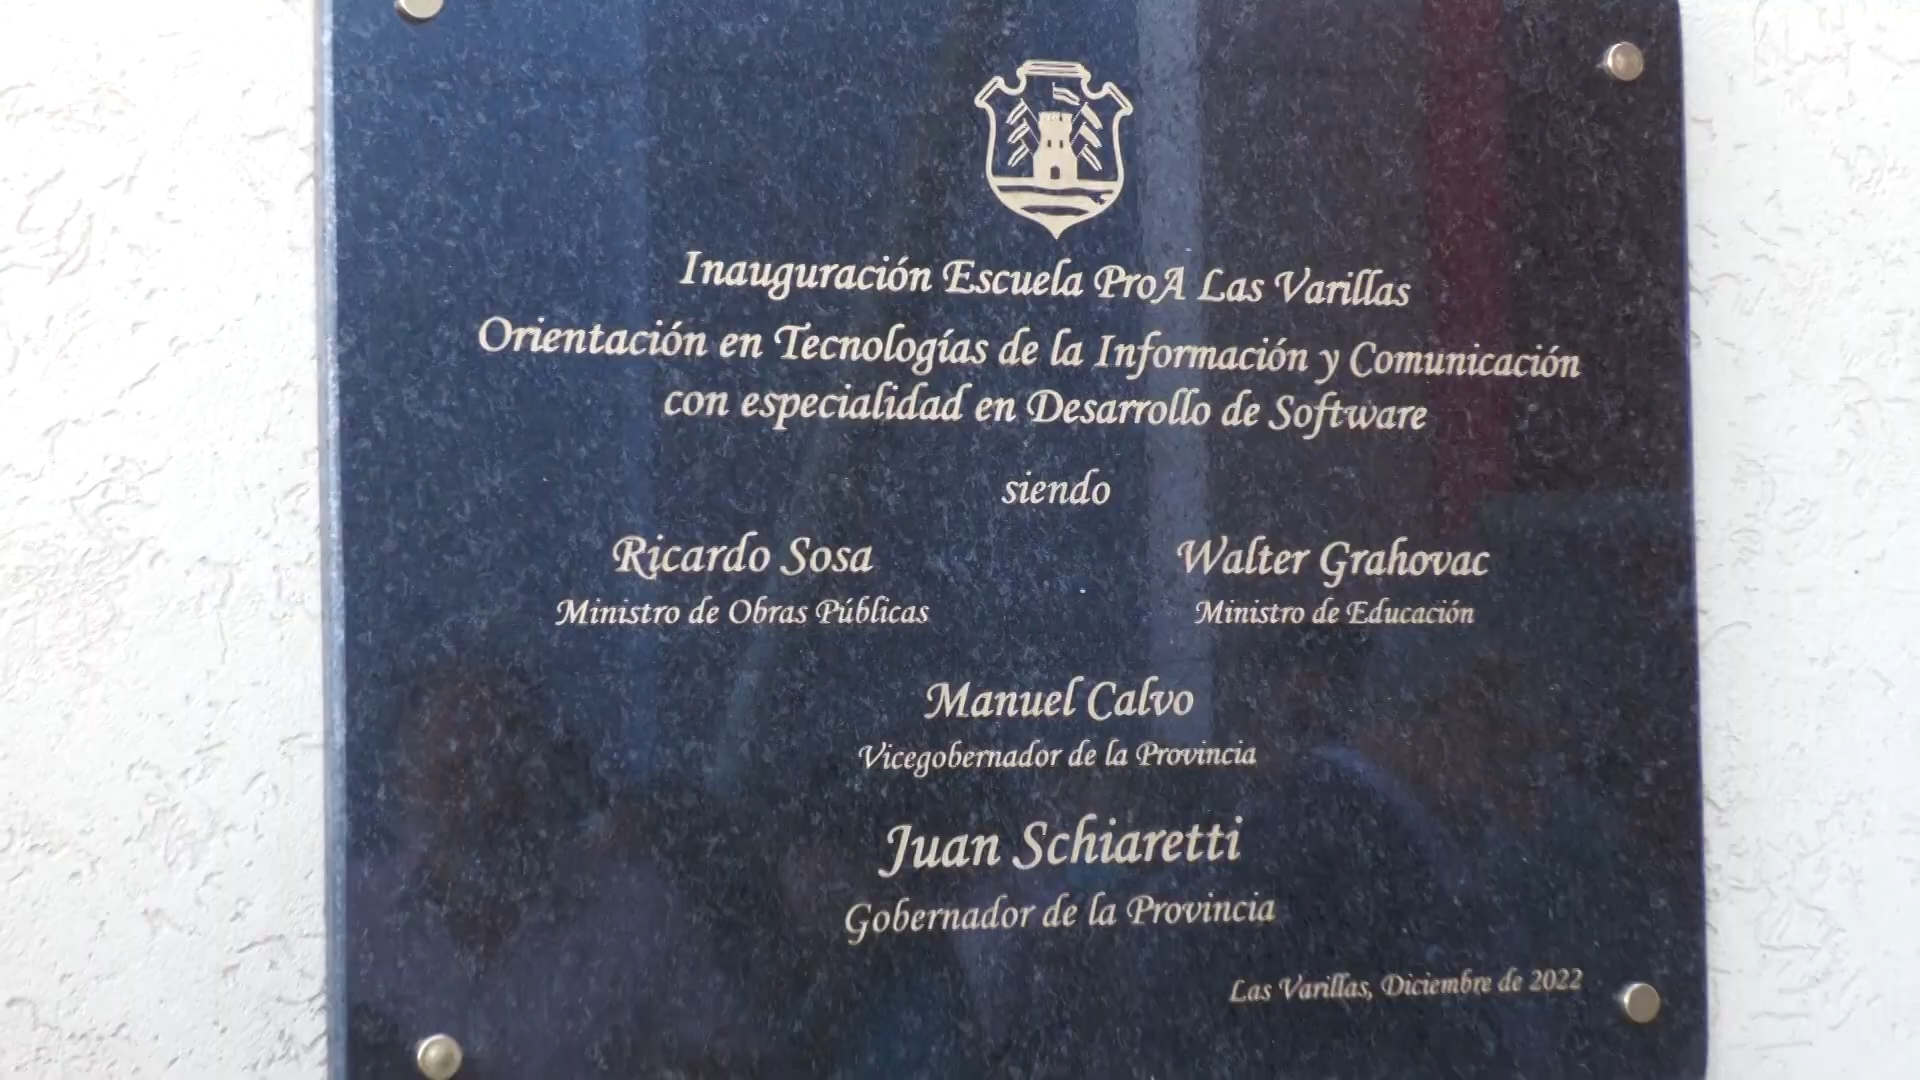 Inauguración Escuela ProA Las Varillas
Orientación en Tecnologías de la Información y Comunicación
con especialidad en Desarrollo de Software
siendo
Ricardo Sosa
Ministro de Obras Públicas
Walter Grahovac
Ministro de Educación
Manuel Calvo
Vicegobernador de la Provincia
Juan Schiaretti
Gobernador de la Provincia
Las Varillas, Diciembre de 2022